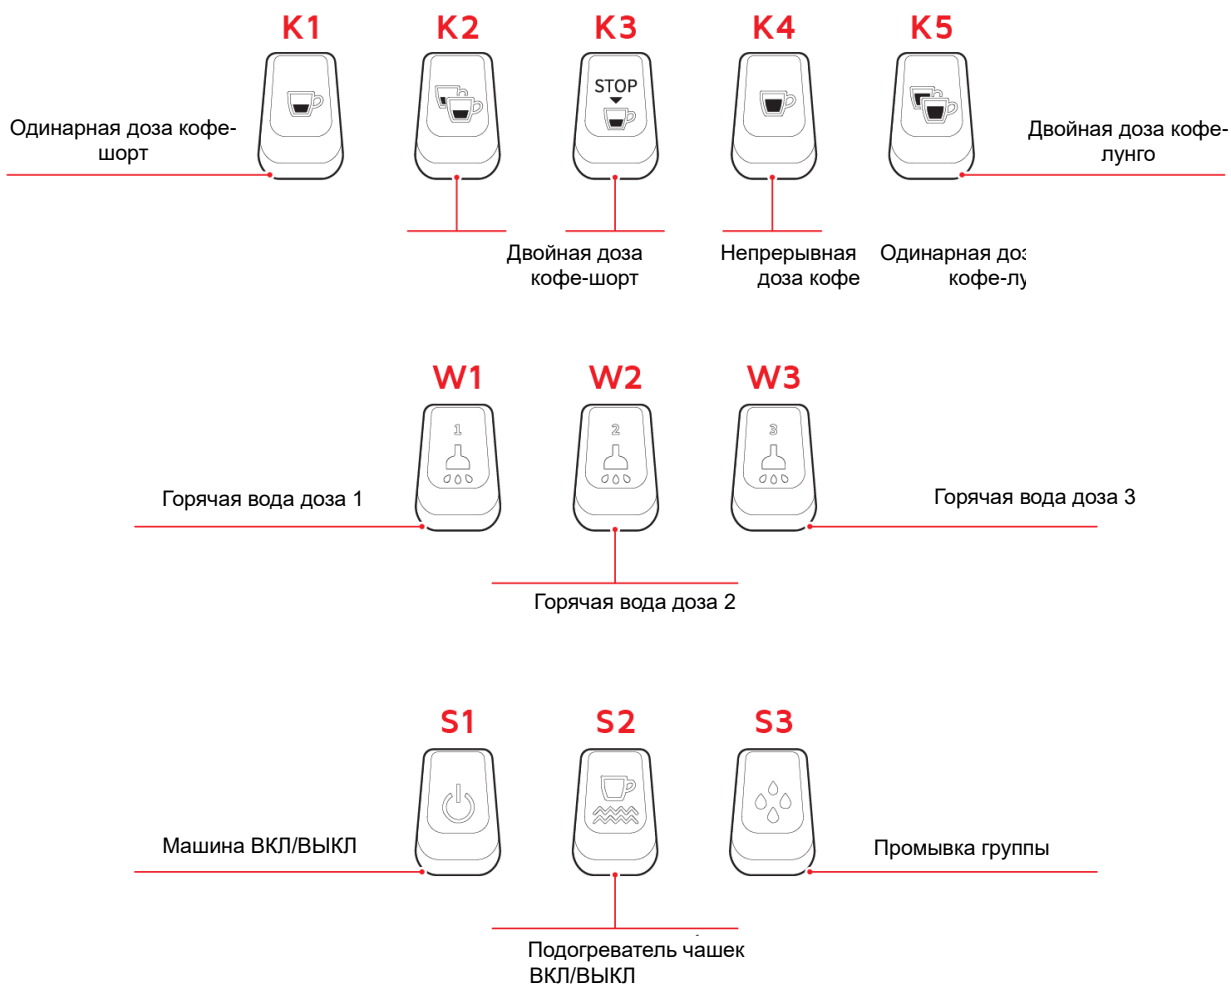 K1 K2 K3 K4 K5
STOP
Одинарная доза кофе-
шорт
Двойная доза кофе-
лунго
Двойная доза
кофе-шорт
Непрерывная
доза кофе
Одинарная
кофе-
W1 W2 W3
1 2 3
Горячая вода доза 1
Горячая вода доза 3
Горячая вода доза 2
S1 S2 S3
Машина ВКЛ/ВЫКЛ
Промывка группы
Подогреватель чашек
ВКЛ/ВЫКЛ